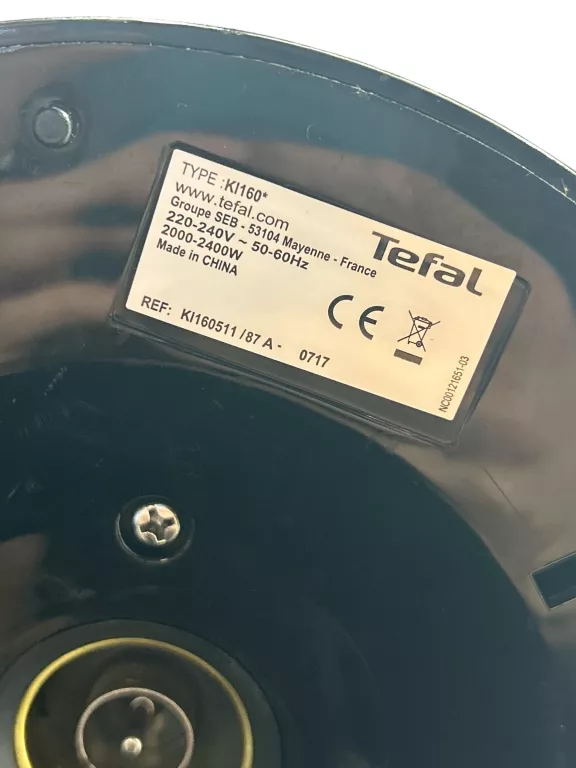 TYPE :KI160*
www.tefal.com
Groupe SEB - 53104 Mayenne - France
220-240V ~ 50-60Hz
2000-2400W
Made in CHINA
Tefal
CE
REF: KI160511 /87 A - 0717
NC00121651-03